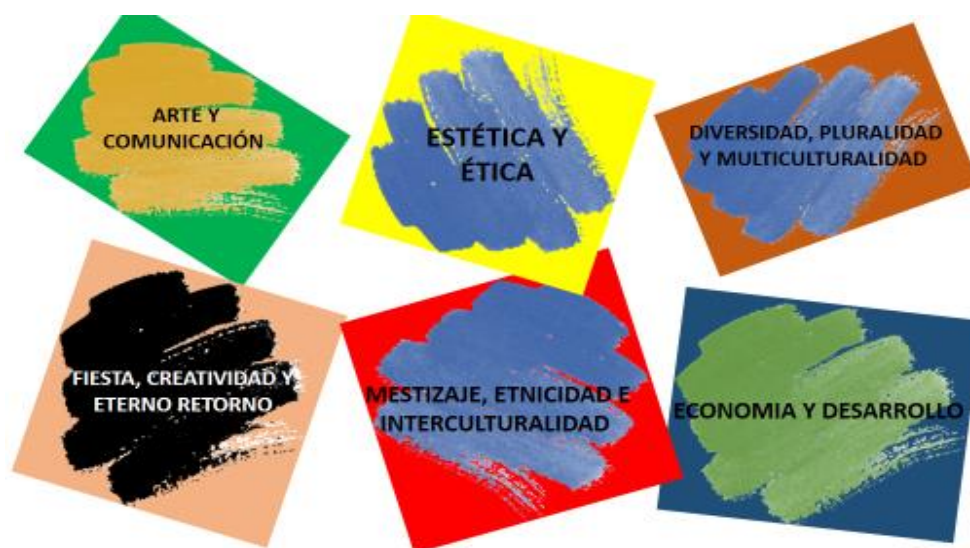 ARTE Y
COMUNICACIÓN
ESTÉTICA Y
ÉTICA
DIVERSIDAD, PLURALIDAD
Y MULTICULTURALIDAD
FIESTA, CREATIVIDAD Y
ETERNO RETORNO
MESTIZAJE, ETNICIDAD E
INTERCULTURALIDAD
ECONOMIA Y DESARROLLO